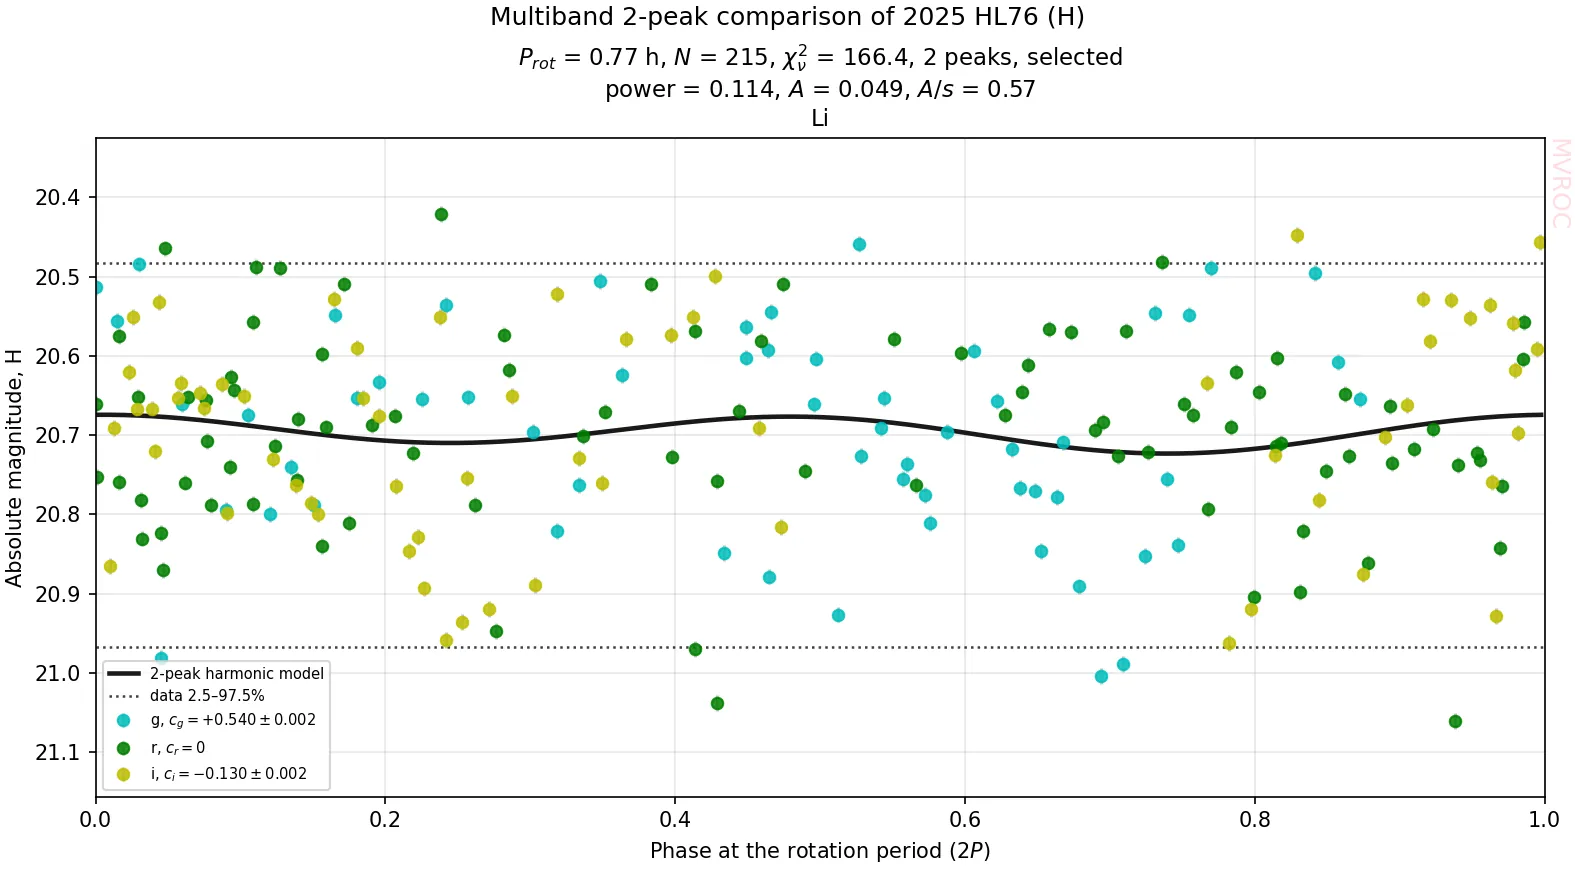 Multiband 2-peak comparison of 2025 HL76 (H)
P_rot = 0.77 h, N = 215, χ²_ν = 166.4, 2 peaks, selected
power = 0.114, A = 0.049, A/s = 0.57
Li
MVROC
Absolute magnitude, H
20.4
20.5
20.6
20.7
20.8
20.9
21.0
21.1
2-peak harmonic model
data 2.5–97.5%
g, c_g = +0.540 ± 0.002
r, c_r = 0
i, c_i = −0.130 ± 0.002
0.0 0.2 0.4 0.6 0.8 1.0
Phase at the rotation period (2P)